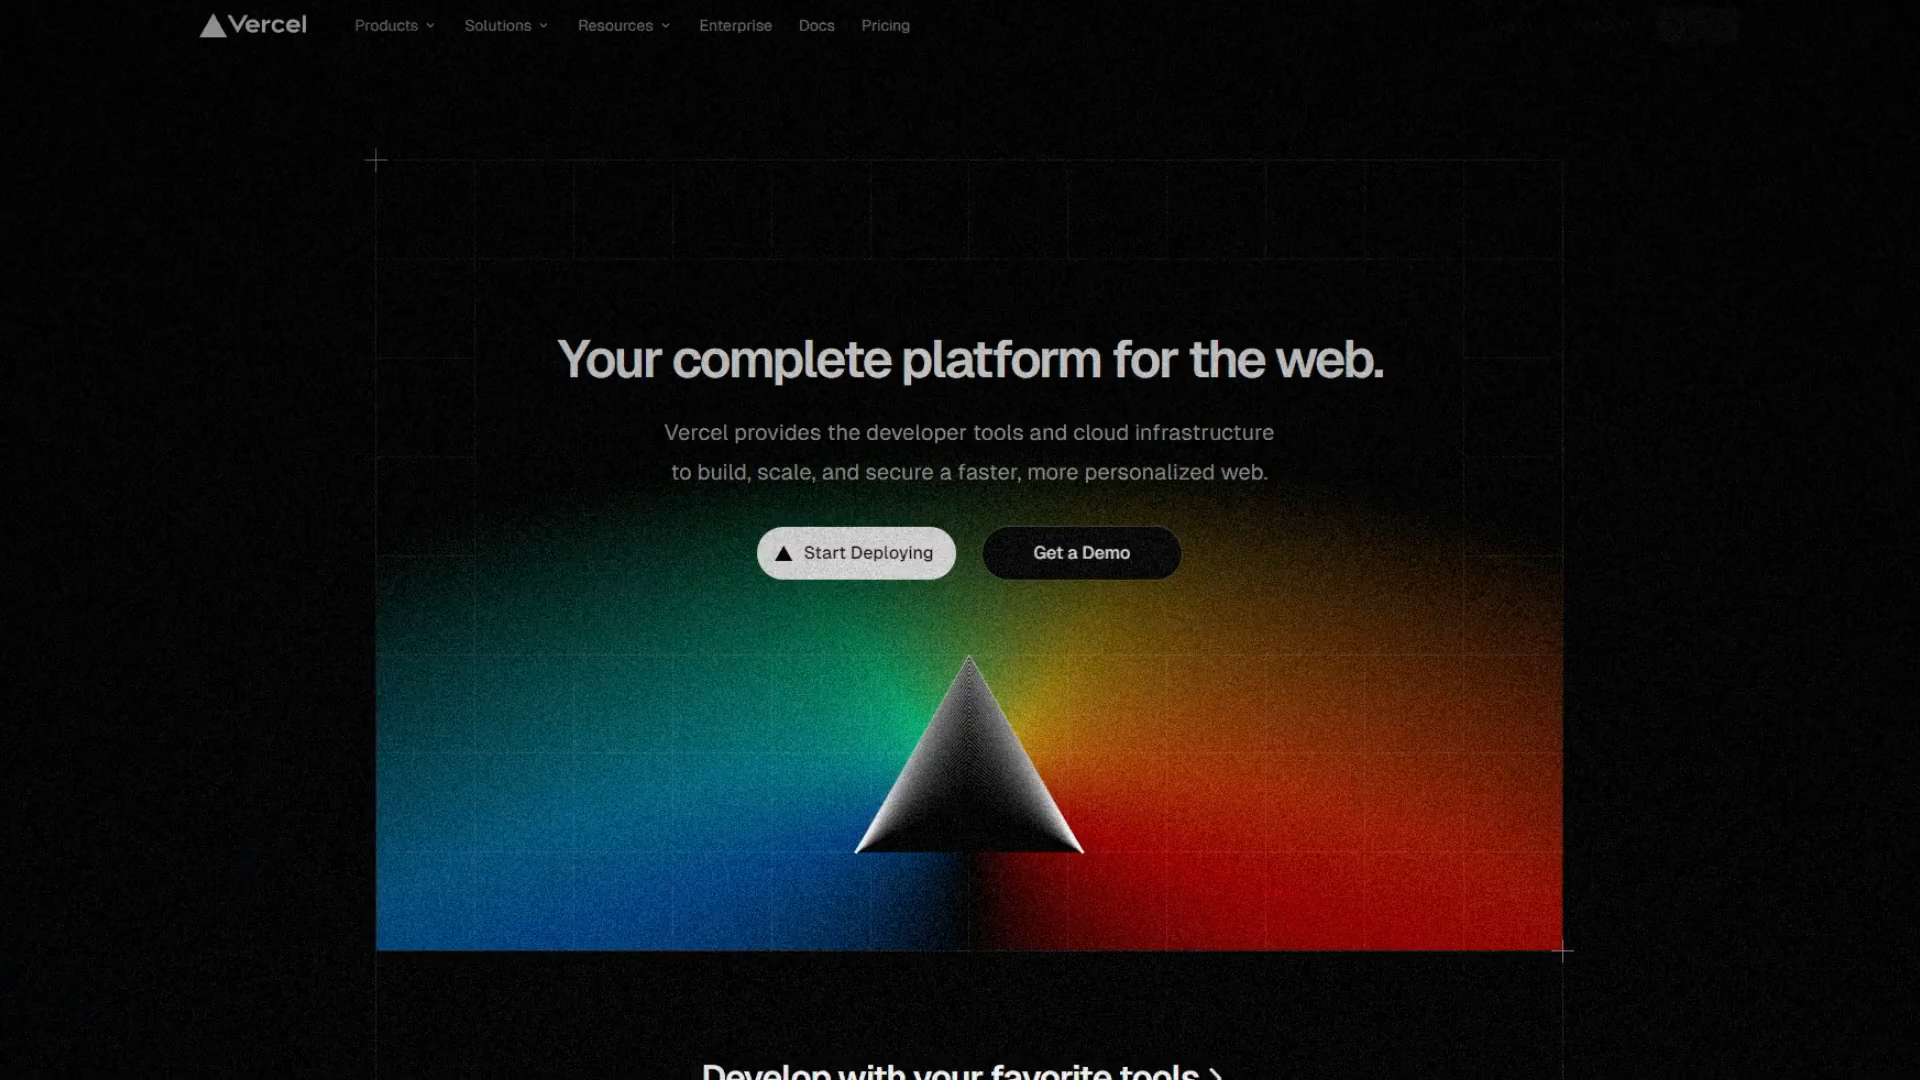 Vercel
Products
Solutions
Resources
Enterprise
Docs
Pricing
Your complete platform for the web.
Vercel provides the developer tools and cloud infrastructure
to build, scale, and secure a faster, more personalized web.
Start Deploying
Get a Demo
Develop with your favorite tools